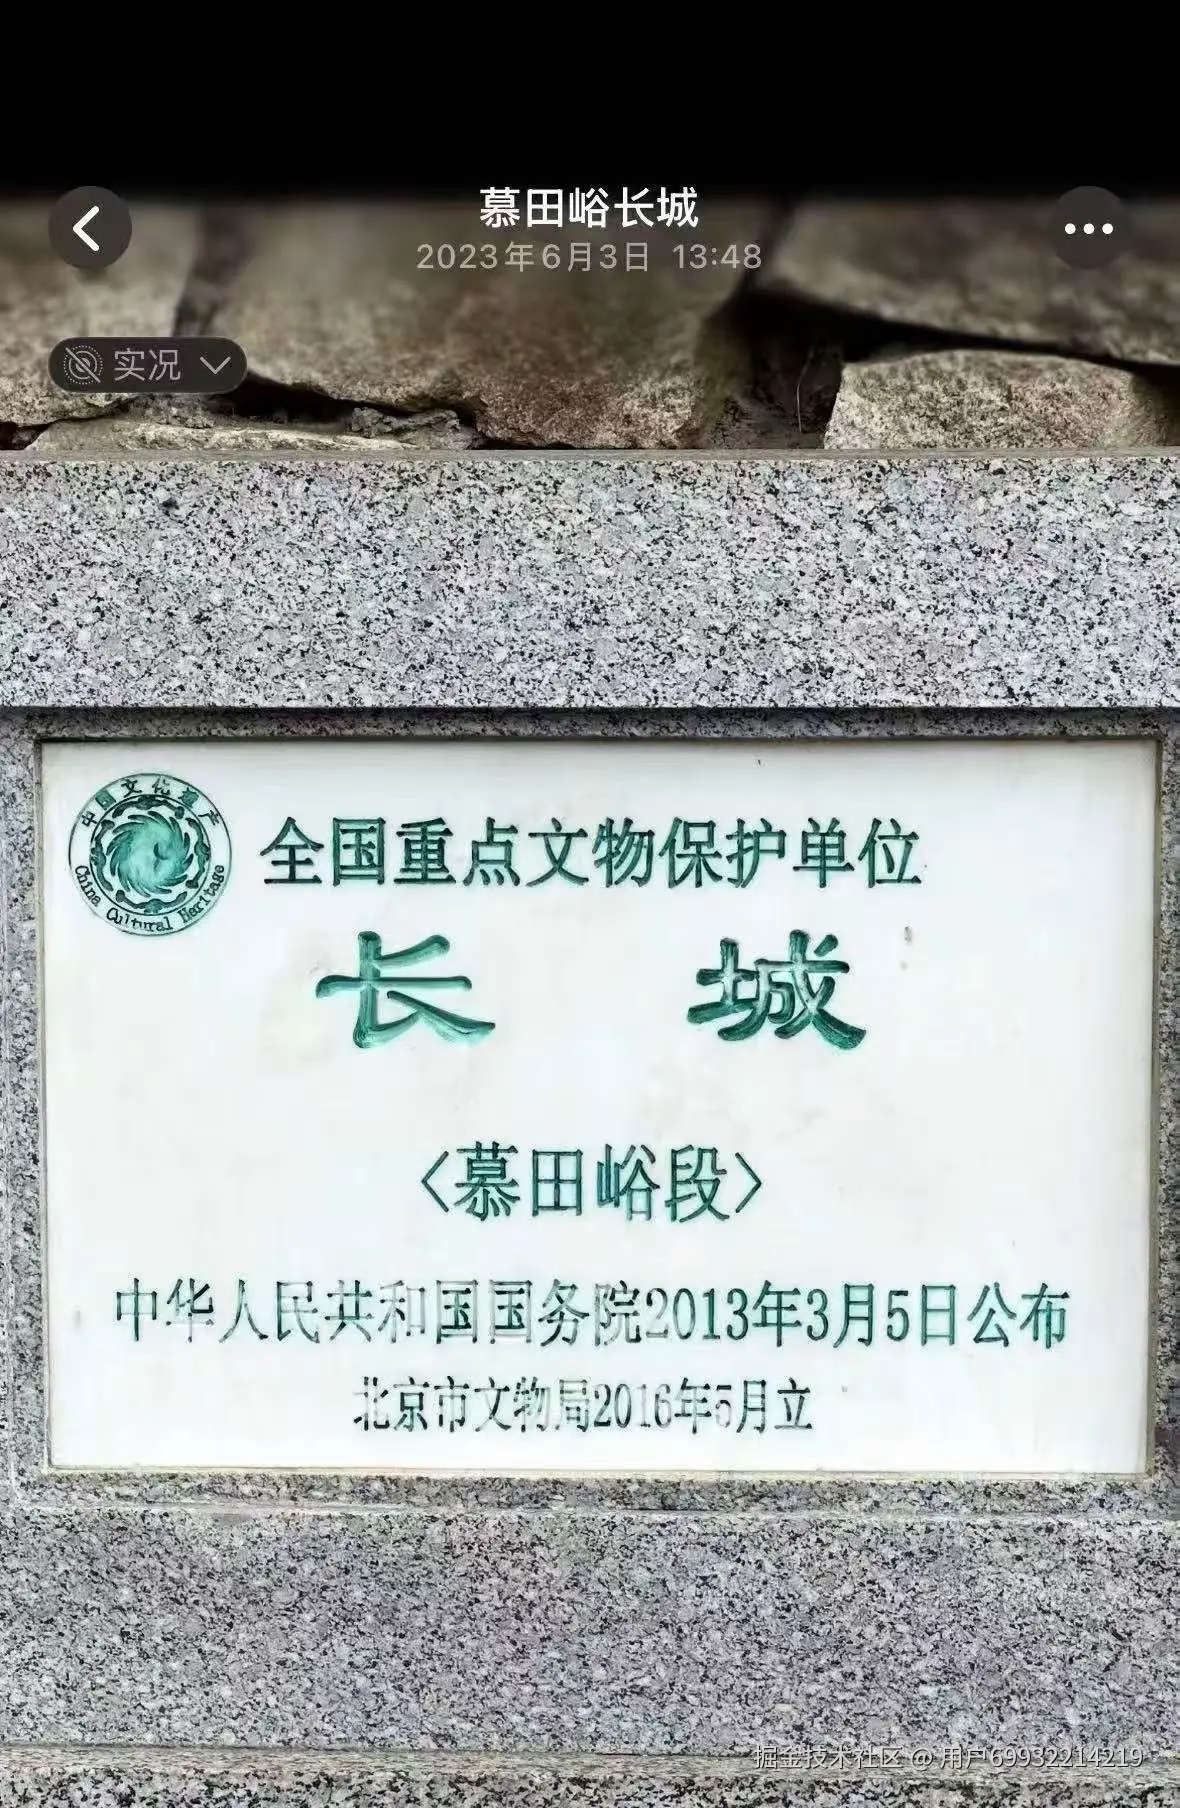 慕田峪长城
2023年6月3日 13:48
实况
中国文化遗产
China Cultural Heritage
全国重点文物保护单位
长 城
〈慕田峪段〉
中华人民共和国国务院2013年3月5日公布
北京市文物局2016年5月立
掘金技术社区 @ 用户69932214219